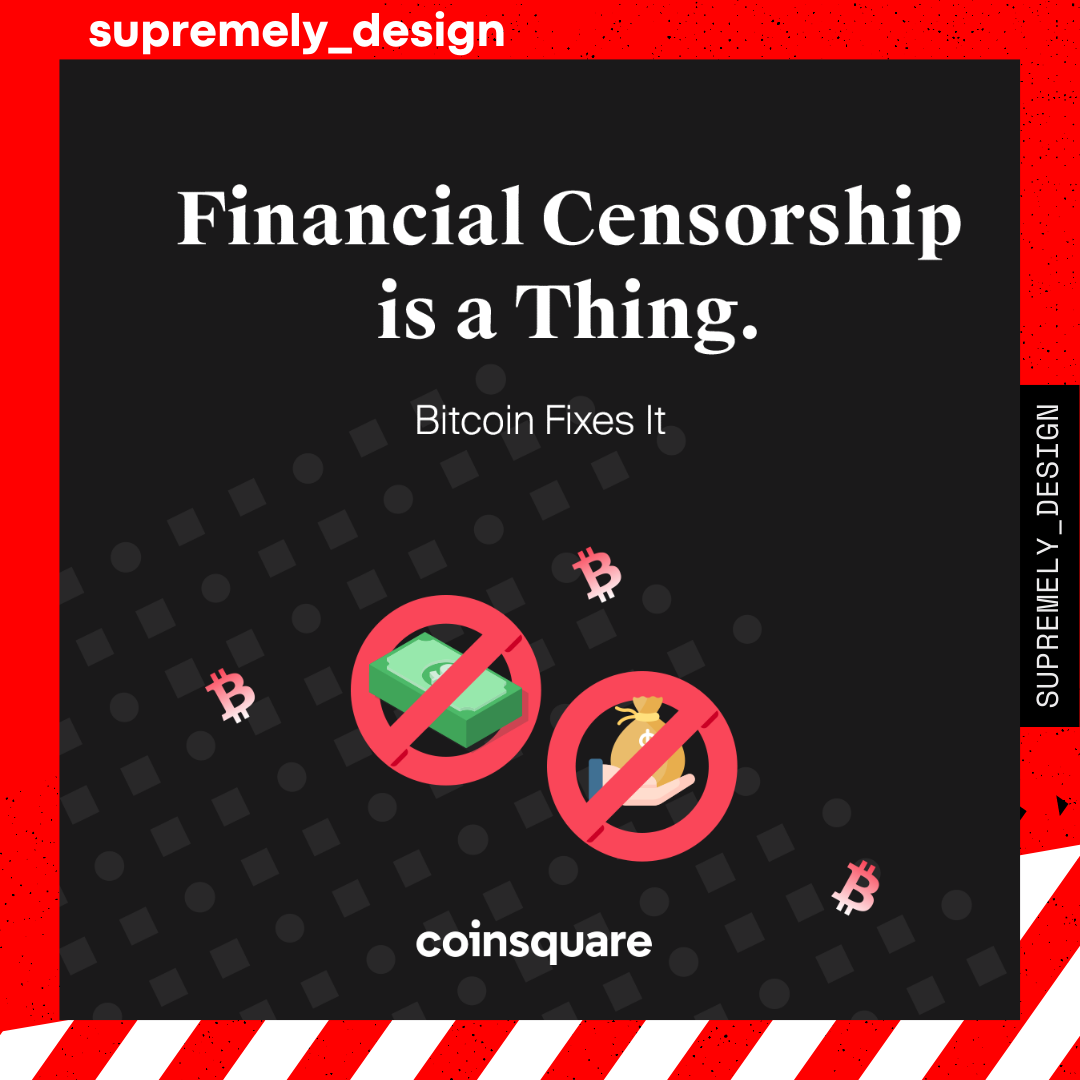 supremely_design
Financial Censorship
is a Thing.
Bitcoin Fixes It
SUPREMELY_DESIGN
coinsquare